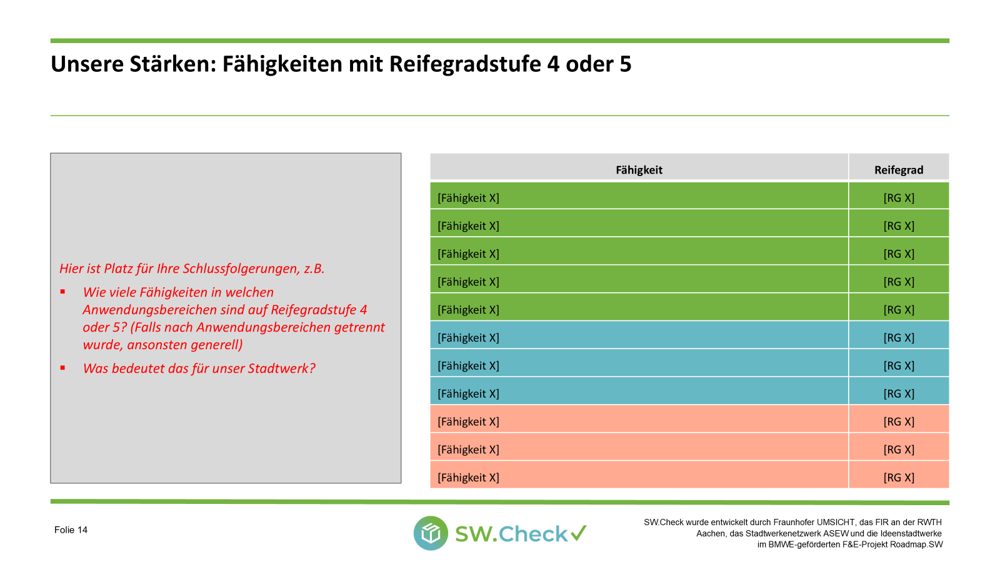 Unsere Stärken: Fähigkeiten mit Reifegradstufe 4 oder 5
Hier ist Platz für Ihre Schlussfolgerungen, z.B.
▪ Wie viele Fähigkeiten in welchen
Anwendungsbereichen sind auf Reifegradstufe 4
oder 5? (Falls nach Anwendungsbereichen getrennt
wurde, ansonsten generell)
▪ Was bedeutet das für unser Stadtwerk?
Fähigkeit Reifegrad
[Fähigkeit X] [RG X]
[Fähigkeit X] [RG X]
[Fähigkeit X] [RG X]
[Fähigkeit X] [RG X]
[Fähigkeit X] [RG X]
[Fähigkeit X] [RG X]
[Fähigkeit X] [RG X]
[Fähigkeit X] [RG X]
[Fähigkeit X] [RG X]
[Fähigkeit X] [RG X]
[Fähigkeit X] [RG X]
Folie 14
SW.Check
SW.Check wurde entwickelt durch Fraunhofer UMSICHT, das FIR an der RWTH
Aachen, das Stadtwerkenetzwerk ASEW und die Ideenstadtwerke
im BMWE-geförderten F&E-Projekt Roadmap.SW